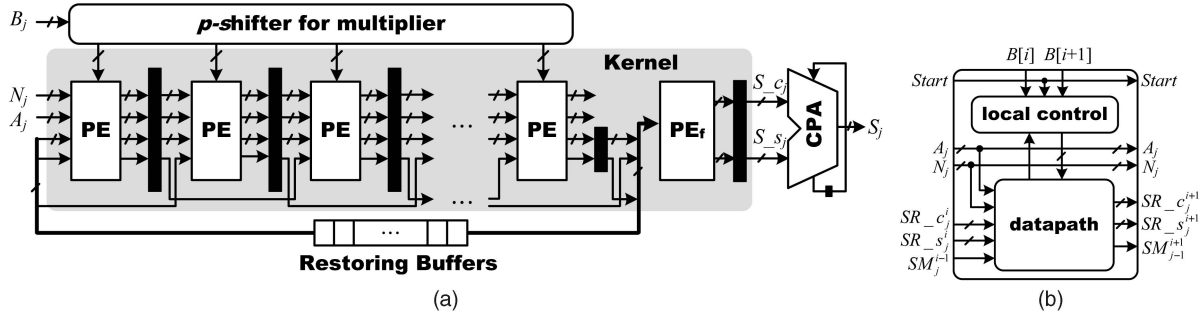 B_j p-shifter for multiplier
Kernel
N_j
A_j
PE PE PE ... PE PE_f
S_c_j
S_s_j
CPA
S_j
...
...
Restoring Buffers
(a)
B[i] B[i+1]
Start Start
local control
A_j A_j
N_j N_j
SR_c_j^i SR_c_j^{i+1}
datapath
SR_s_j^i SR_s_j^{i+1}
SM_j^{i-1} SM_{j-1}^{i+1}
(b)